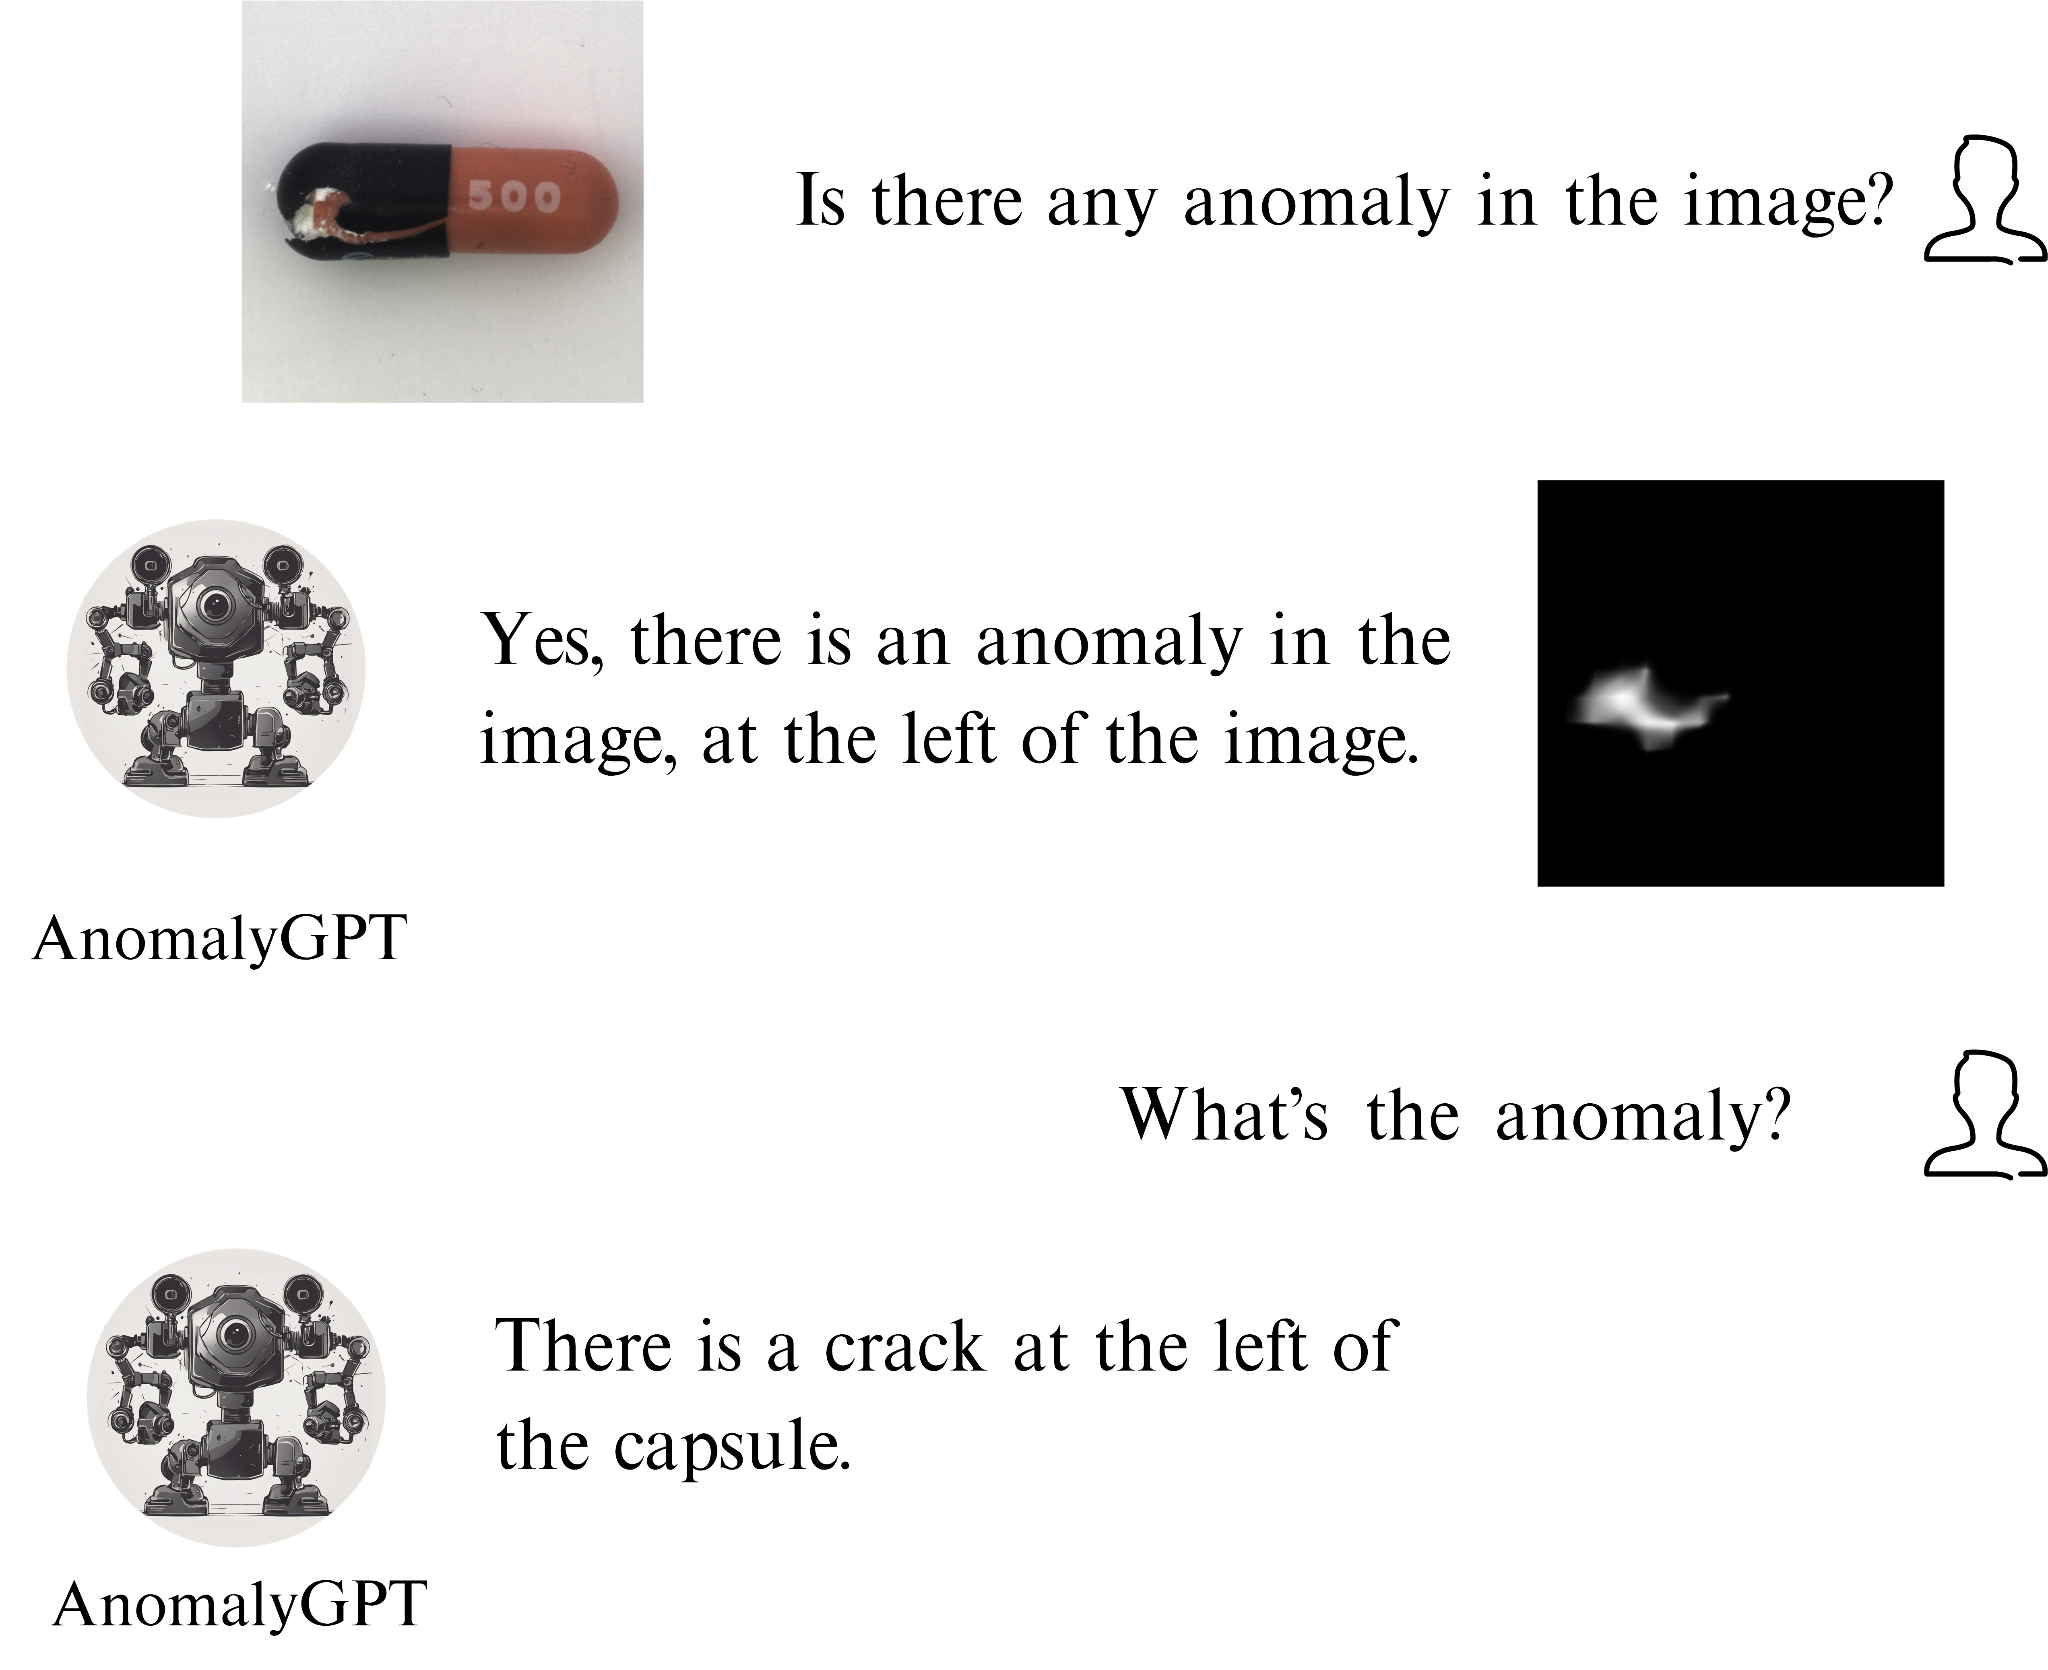 500
Is there any anomaly in the image?
Yes, there is an anomaly in the
image, at the left of the image.
AnomalyGPT
What's the anomaly?
There is a crack at the left of
the capsule.
AnomalyGPT